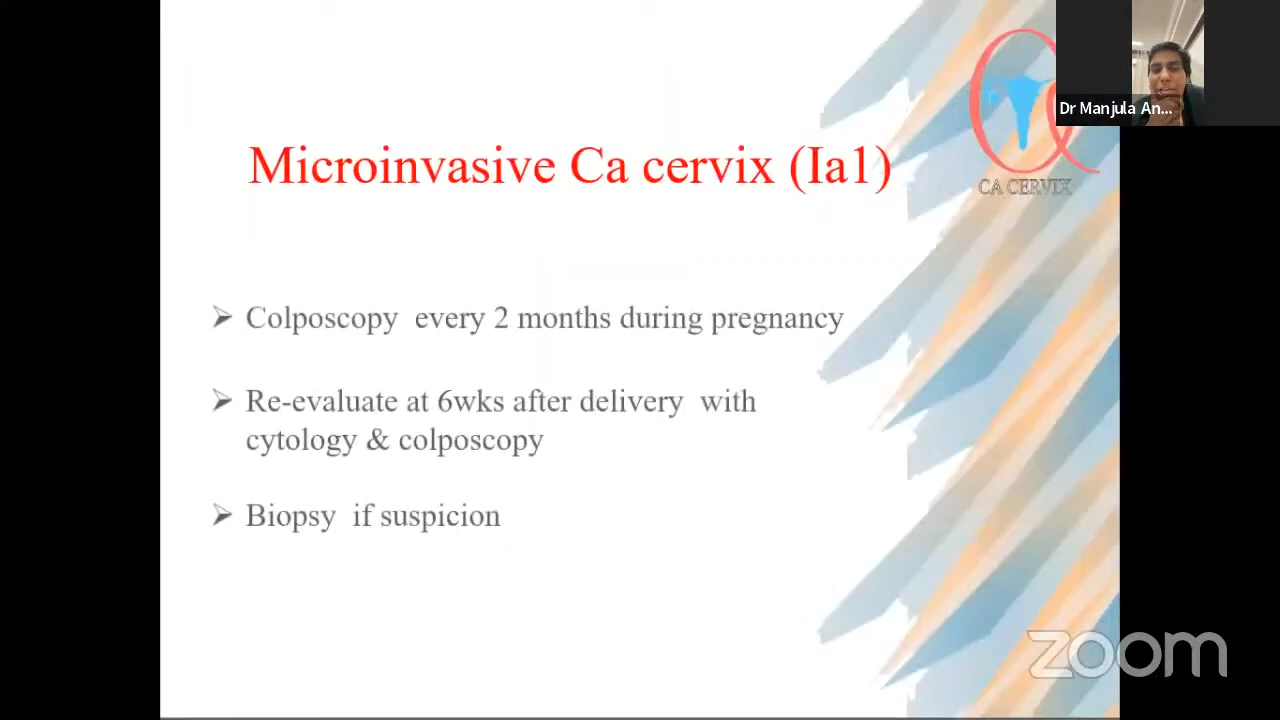 Microinvasive Ca cervix (Ia1)
CA CERVIX
Dr Manjula An...
➢ Colposcopy every 2 months during pregnancy
➢ Re-evaluate at 6wks after delivery with
cytology & colposcopy
➢ Biopsy if suspicion
zoom